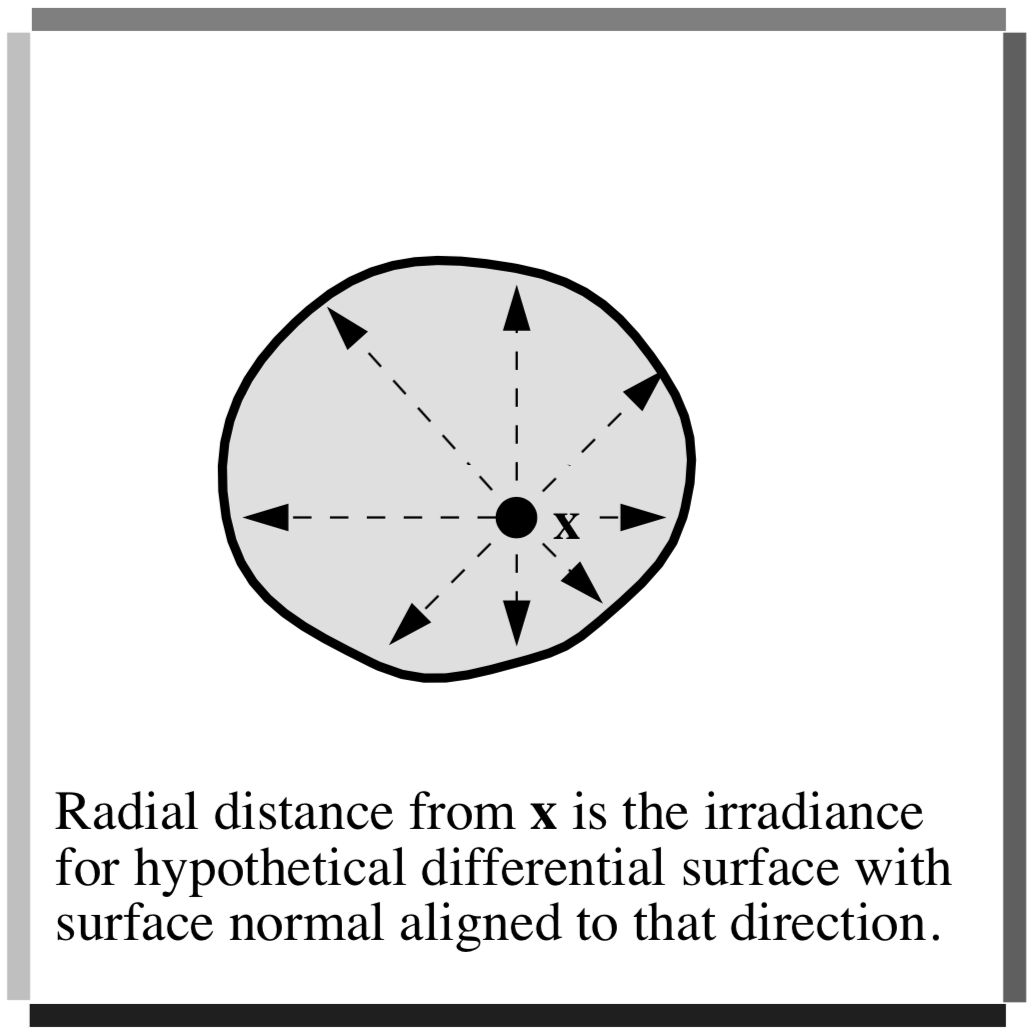 x
Radial distance from x is the irradiance
for hypothetical differential surface with
surface normal aligned to that direction.